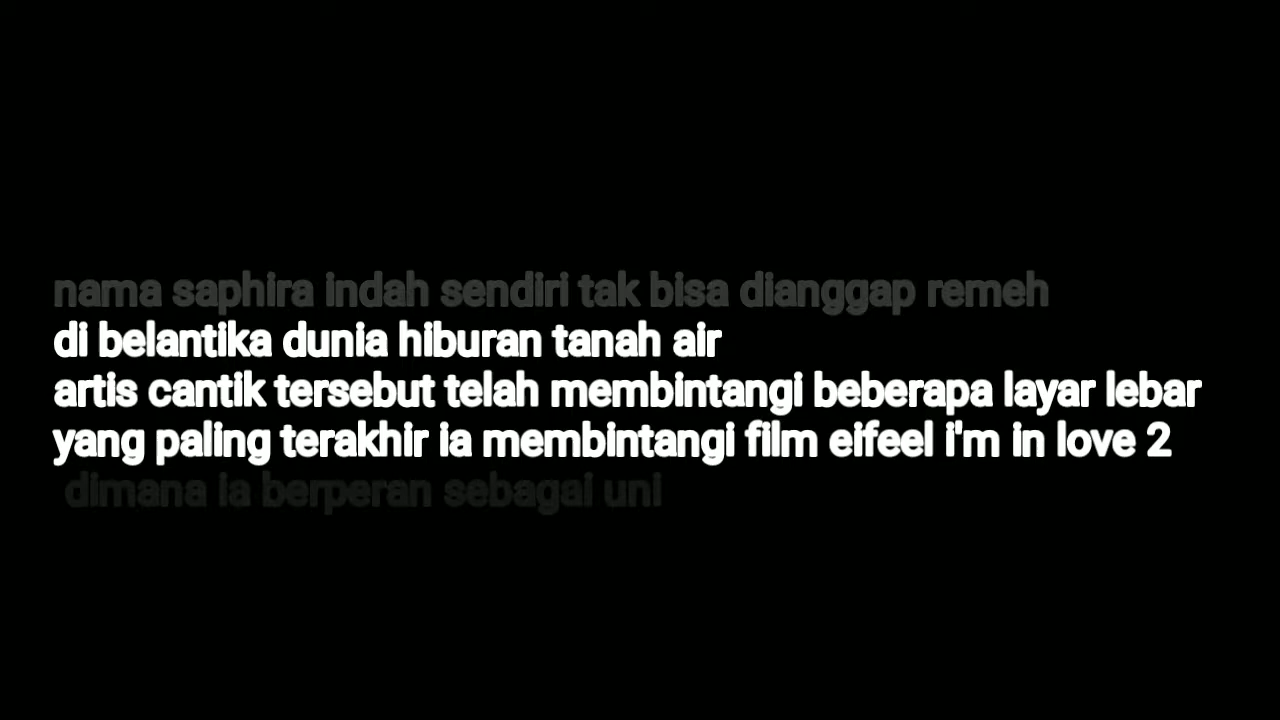 nama saphira indah sendiri tak bisa dianggap remeh
di belantika dunia hiburan tanah air
artis cantik tersebut telah membintangi beberapa layar lebar
yang paling terakhir ia membintangi film eifeel i'm in love 2
dimana ia berperan sebagai uni